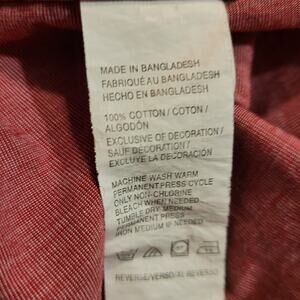 MADE IN BANGLADESH
FABRIQUÉ AU BANGLADESH
HECHO EN BANGLADESH
100% COTTON / COTON /
ALGODÓN
EXCLUSIVE OF DECORATION /
SAUF DECORATION /
EXCLUYE LA DECORACIÓN
MACHINE WASH WARM
PERMANENT PRESS CYCLE
ONLY NON-CHLORINE
BLEACH WHEN NEEDED
TUMBLE DRY MEDIUM
PERMANENT PRESS
IRON MEDIUM IF NEEDED
REVERSE/VERSO/AL REVERSO